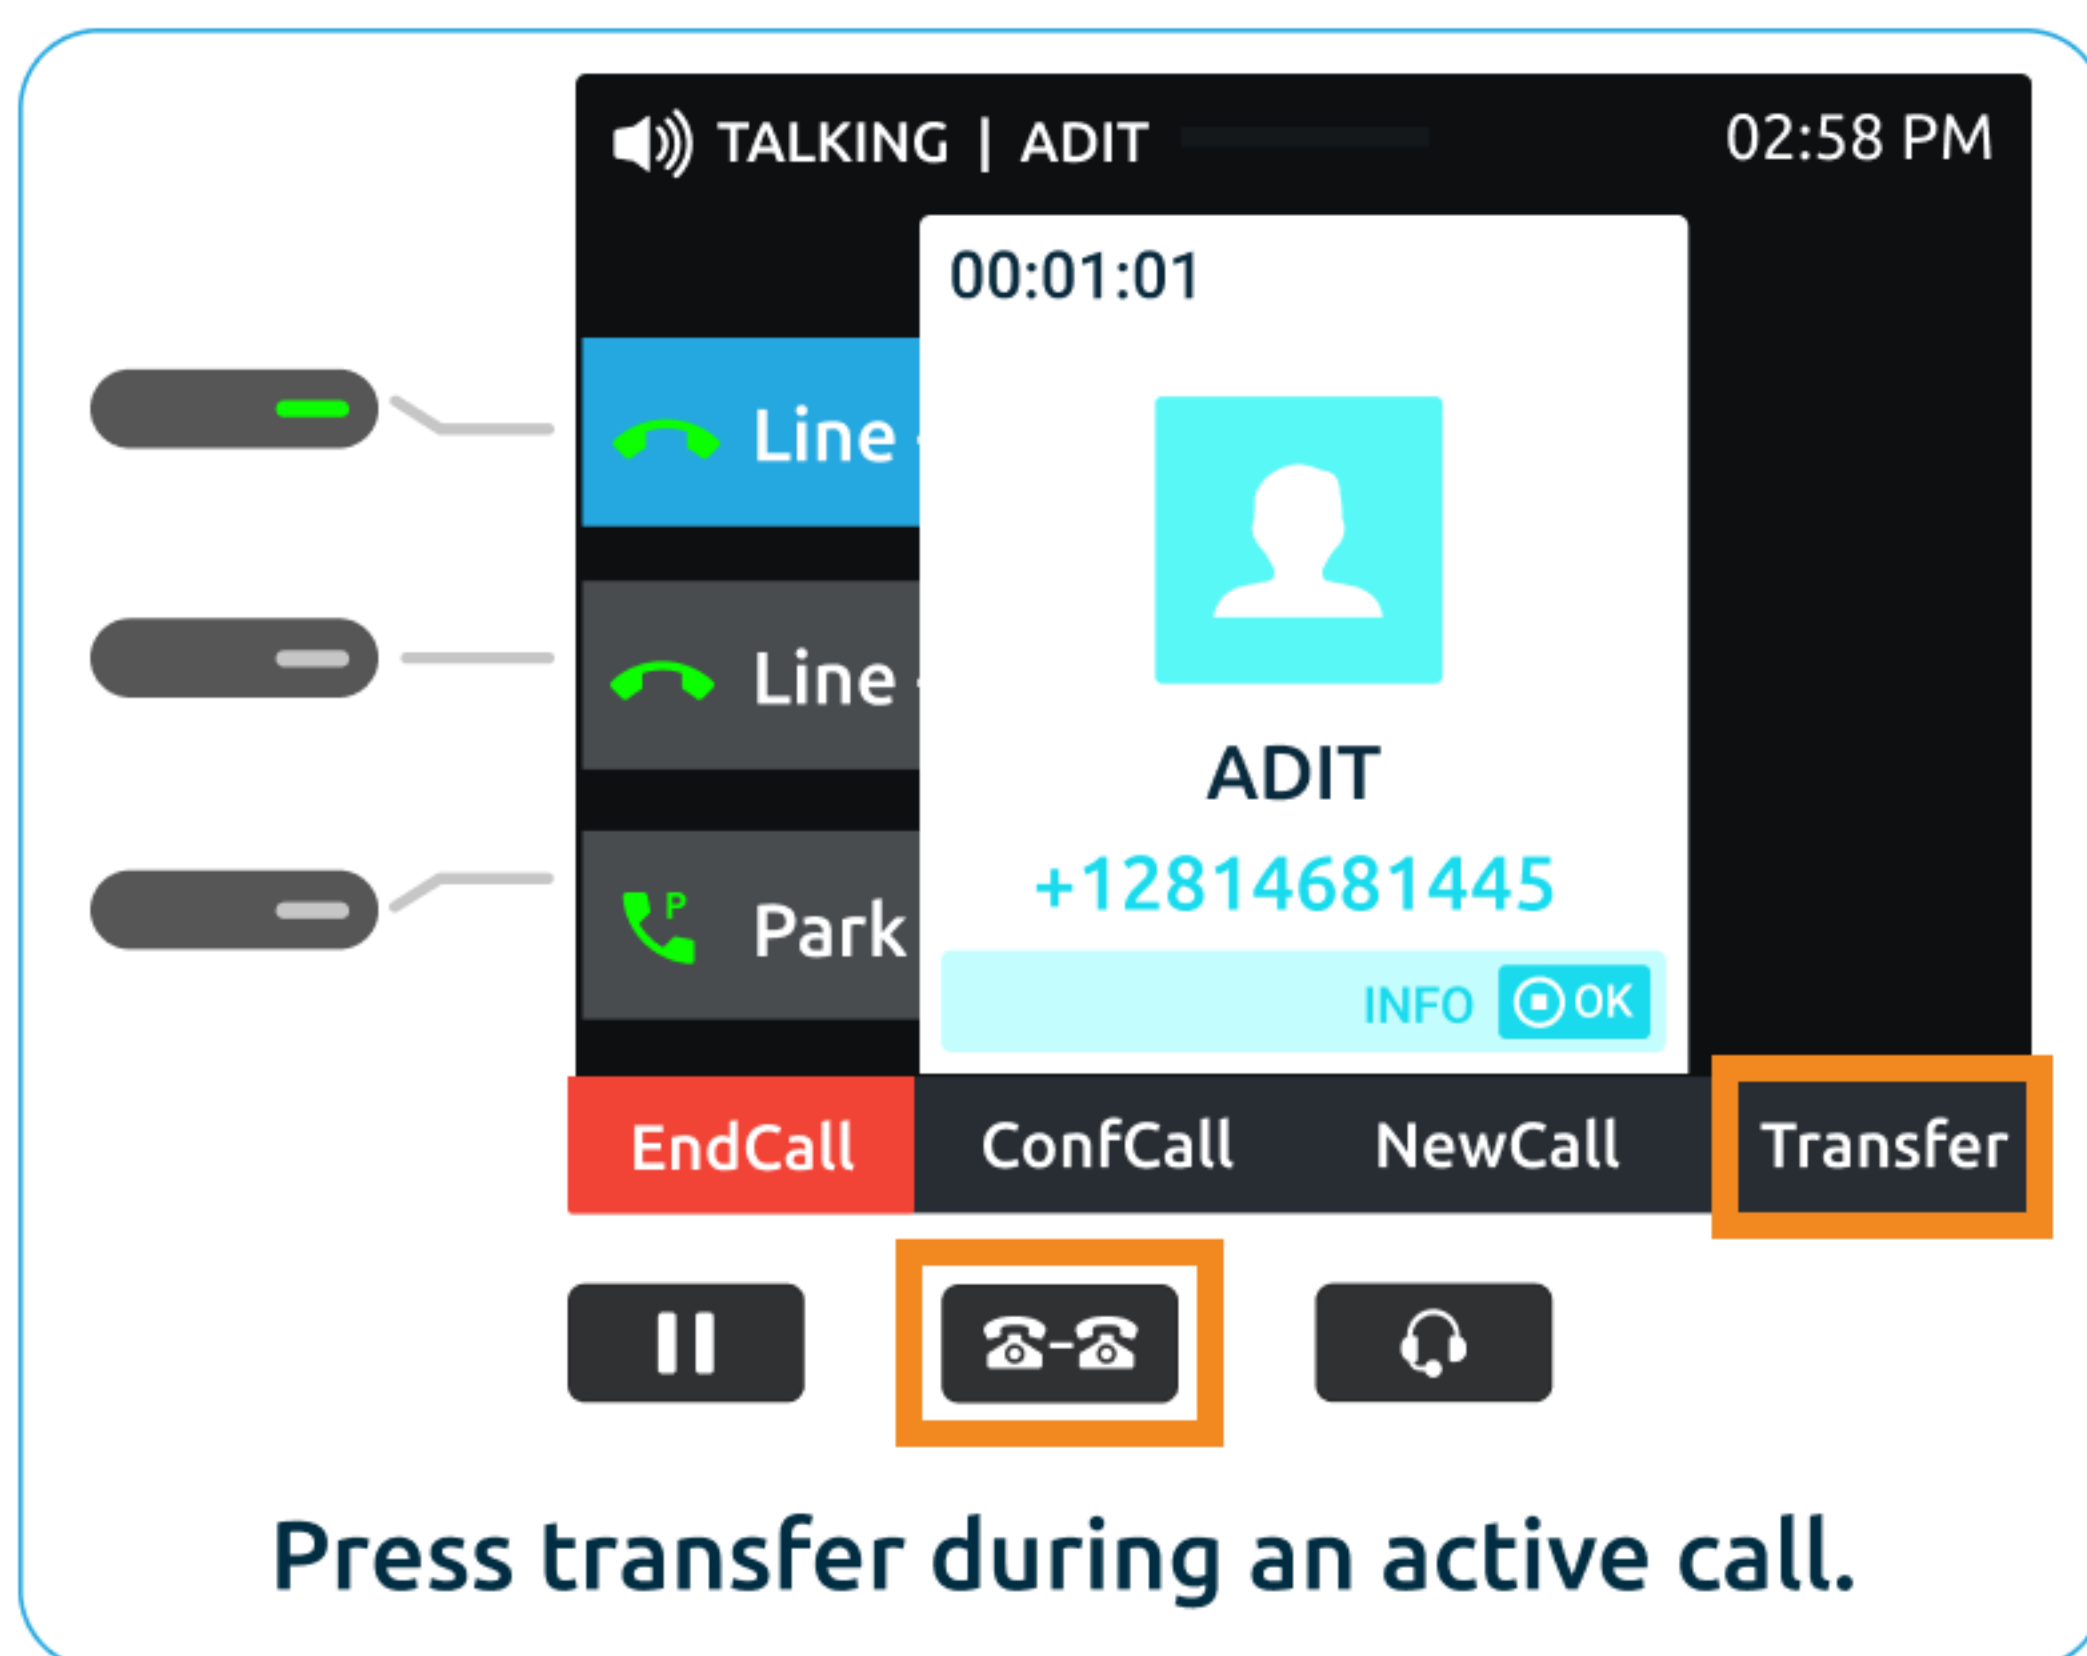 TALKING | ADIT
02:58 PM
00:01:01
Line
Line
Park
ADIT
+12814681445
INFO OK
EndCall ConfCall NewCall Transfer
Press transfer during an active call.